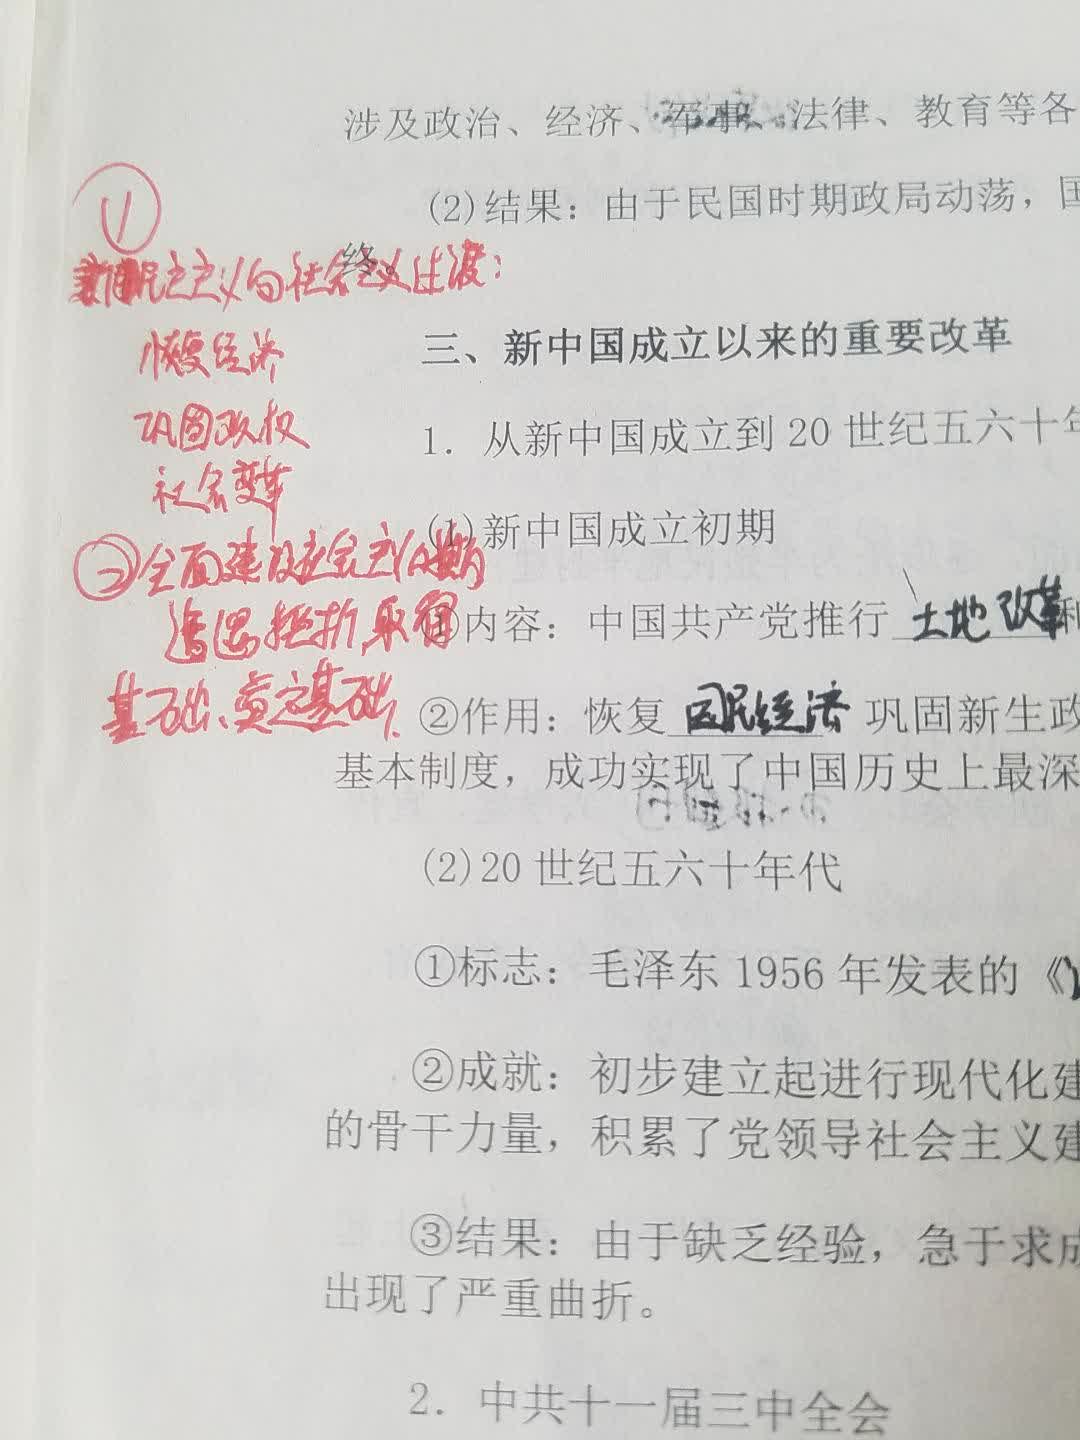 涉及政治、经济、军事、法律、教育等各
(2)结果：由于民国时期政局动荡，国
终。
①
新民主主义向社会主义过渡：
恢复经济
巩固政权
社会变革
②全面建设社会主义时期
遭遇挫折,取得
基础、奠定基础.
三、新中国成立以来的重要改革
1. 从新中国成立到20世纪五六十年
(1)新中国成立初期
①内容：中国共产党推行土地改革和
②作用：恢复国民经济巩固新生政
基本制度，成功实现了中国历史上最深
(2)20世纪五六十年代
①标志：毛泽东1956年发表的《
②成就：初步建立起进行现代化建
的骨干力量，积累了党领导社会主义建
③结果：由于缺乏经验，急于求成
出现了严重曲折。
2. 中共十一届三中全会